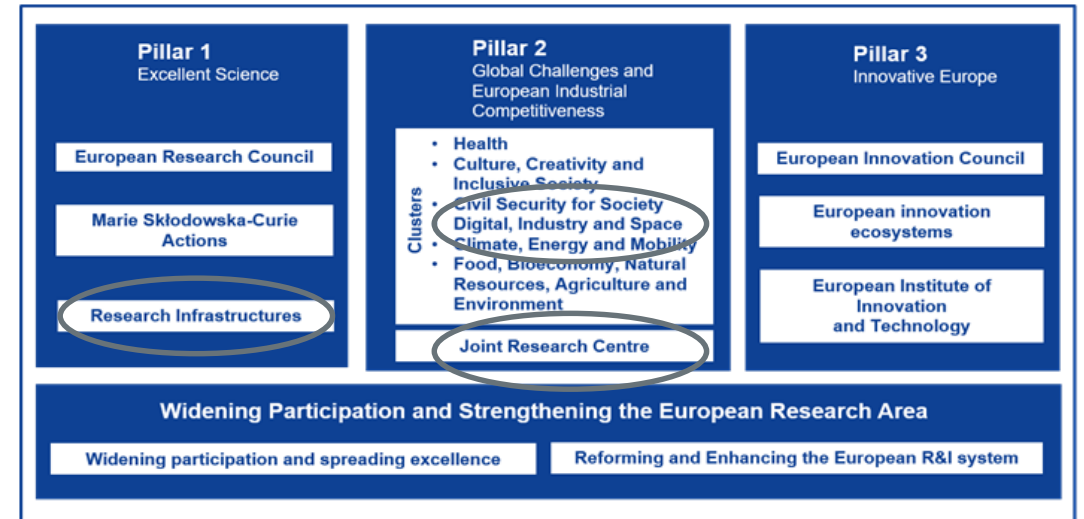 Pillar 1
Excellent Science
European Research Council
Marie Skłodowska-Curie
Actions
Research Infrastructures
Pillar 2
Global Challenges and
European Industrial
Competitiveness
Clusters
• Health
• Culture, Creativity and
Inclusive Society
• Civil Security for Society
Digital, Industry and Space
• Climate, Energy and Mobility
• Food, Bioeconomy, Natural
Resources, Agriculture and
Environment
Joint Research Centre
Pillar 3
Innovative Europe
European Innovation Council
European innovation
ecosystems
European Institute of
Innovation
and Technology
Widening Participation and Strengthening the European Research Area
Widening participation and spreading excellence
Reforming and Enhancing the European R&I system